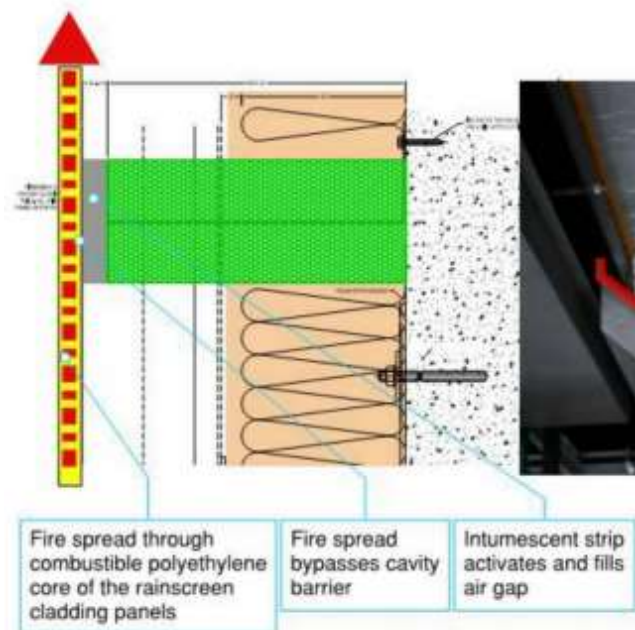 Fire spread through
combustible polyethylene
core of the rainscreen
cladding panels
Fire spread
bypasses cavity
barrier
Intumescent strip
activates and fills
air gap